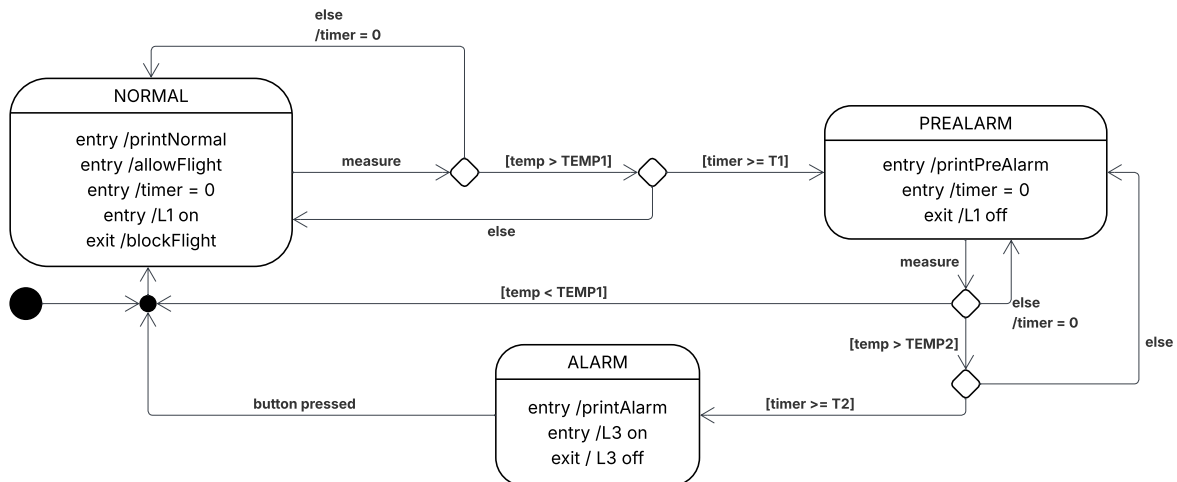 else
/timer = 0
NORMAL
entry /printNormal
entry /allowFlight
entry /timer = 0
entry /L1 on
exit /blockFlight
measure
[temp > TEMP1]
[timer >= T1]
else
PREALARM
entry /printPreAlarm
entry /timer = 0
exit /L1 off
measure
[temp < TEMP1]
else
/timer = 0
[temp > TEMP2]
else
ALARM
entry /printAlarm
entry /L3 on
exit / L3 off
button pressed
[timer >= T2]